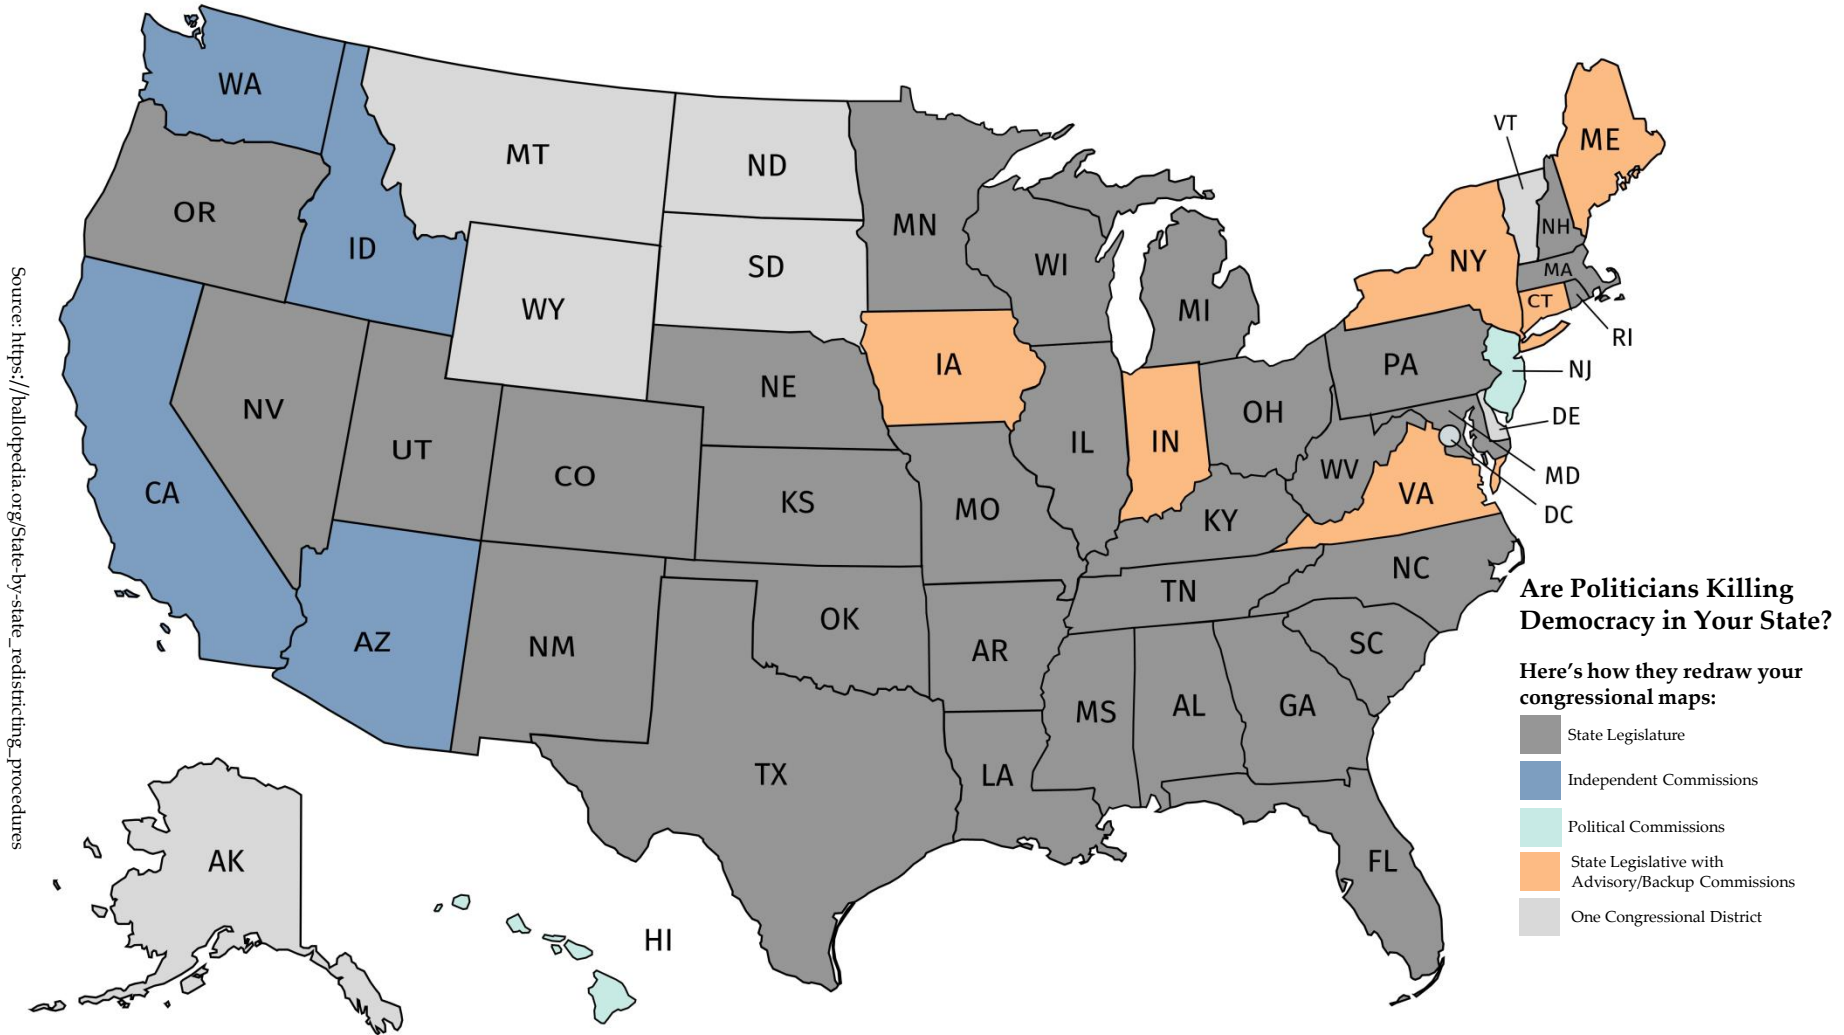 WA
MT
ND
MN
VT
ME
OR
ID
SD
WI
NH
NY
MA
WY
MI
CT
RI
IA
PA
NJ
NE
NV
OH
DE
UT
IL
IN
CO
WV
MD
CA
KS
MO
VA
KY
DC
NC
TN
OK
AZ
NM
AR
SC
MS
AL
GA
TX
LA
FL
AK
HI
Are Politicians Killing
Democracy in Your State?
Here's how they redraw your
congressional maps:
State Legislature
Independent Commissions
Political Commissions
State Legislative with
Advisory/Backup Commissions
One Congressional District
Source: https://ballotpedia.org/State-by-state_redistricting_procedures